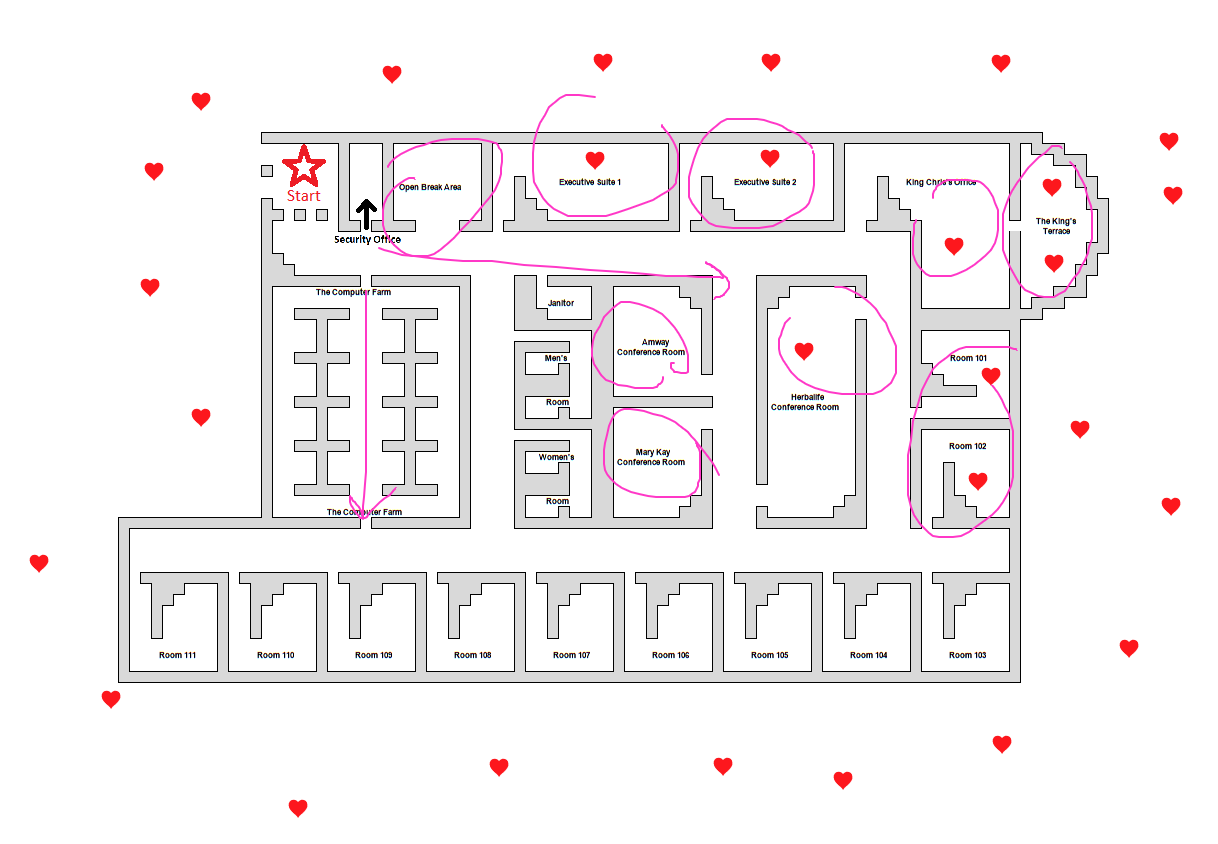 Open Break Area
Executive Suite 1
Executive Suite 2
King Chris's Office
Start
The King's
Terrace
Security Office
The Computer Farm
Janitor
Amway
Conference Room
Men's
Room
Room 101
Herbalife
Conference Room
Mary Kay
Conference Room
Women's
Room
Room 102
The Computer Farm
Room 111
Room 110
Room 109
Room 108
Room 107
Room 106
Room 105
Room 104
Room 103